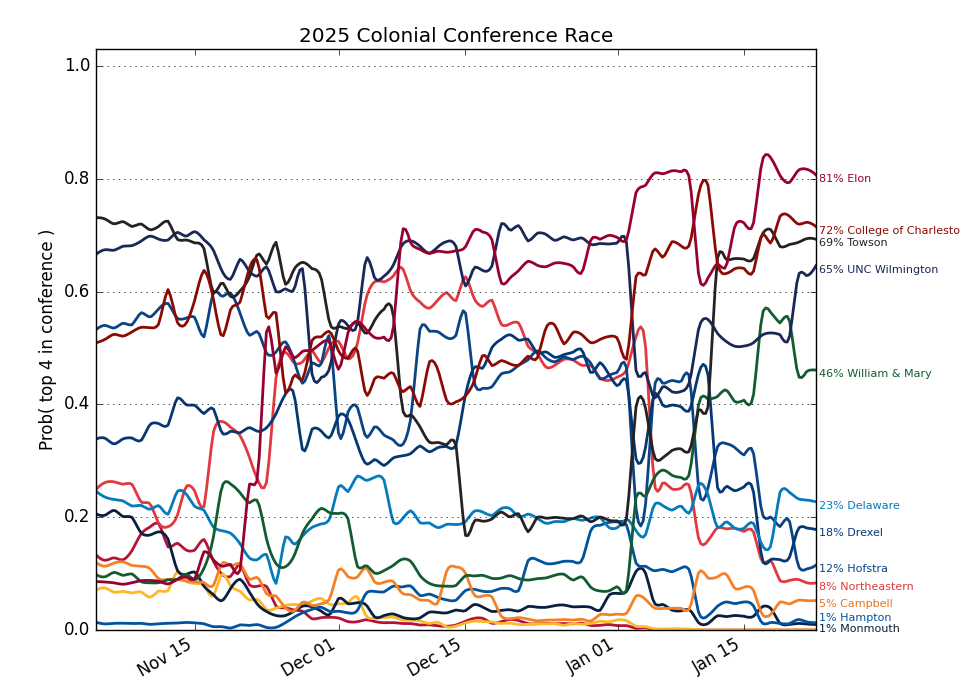 2025 Colonial Conference Race
Prob( top 4 in conference )
1.0
0.8
0.6
0.4
0.2
0.0
Nov 15
Dec 01
Dec 15
Jan 01
Jan 15
81% Elon
72% College of Charlesto
69% Towson
65% UNC Wilmington
46% William & Mary
23% Delaware
18% Drexel
12% Hofstra
8% Northeastern
5% Campbell
1% Hampton
1% Monmouth